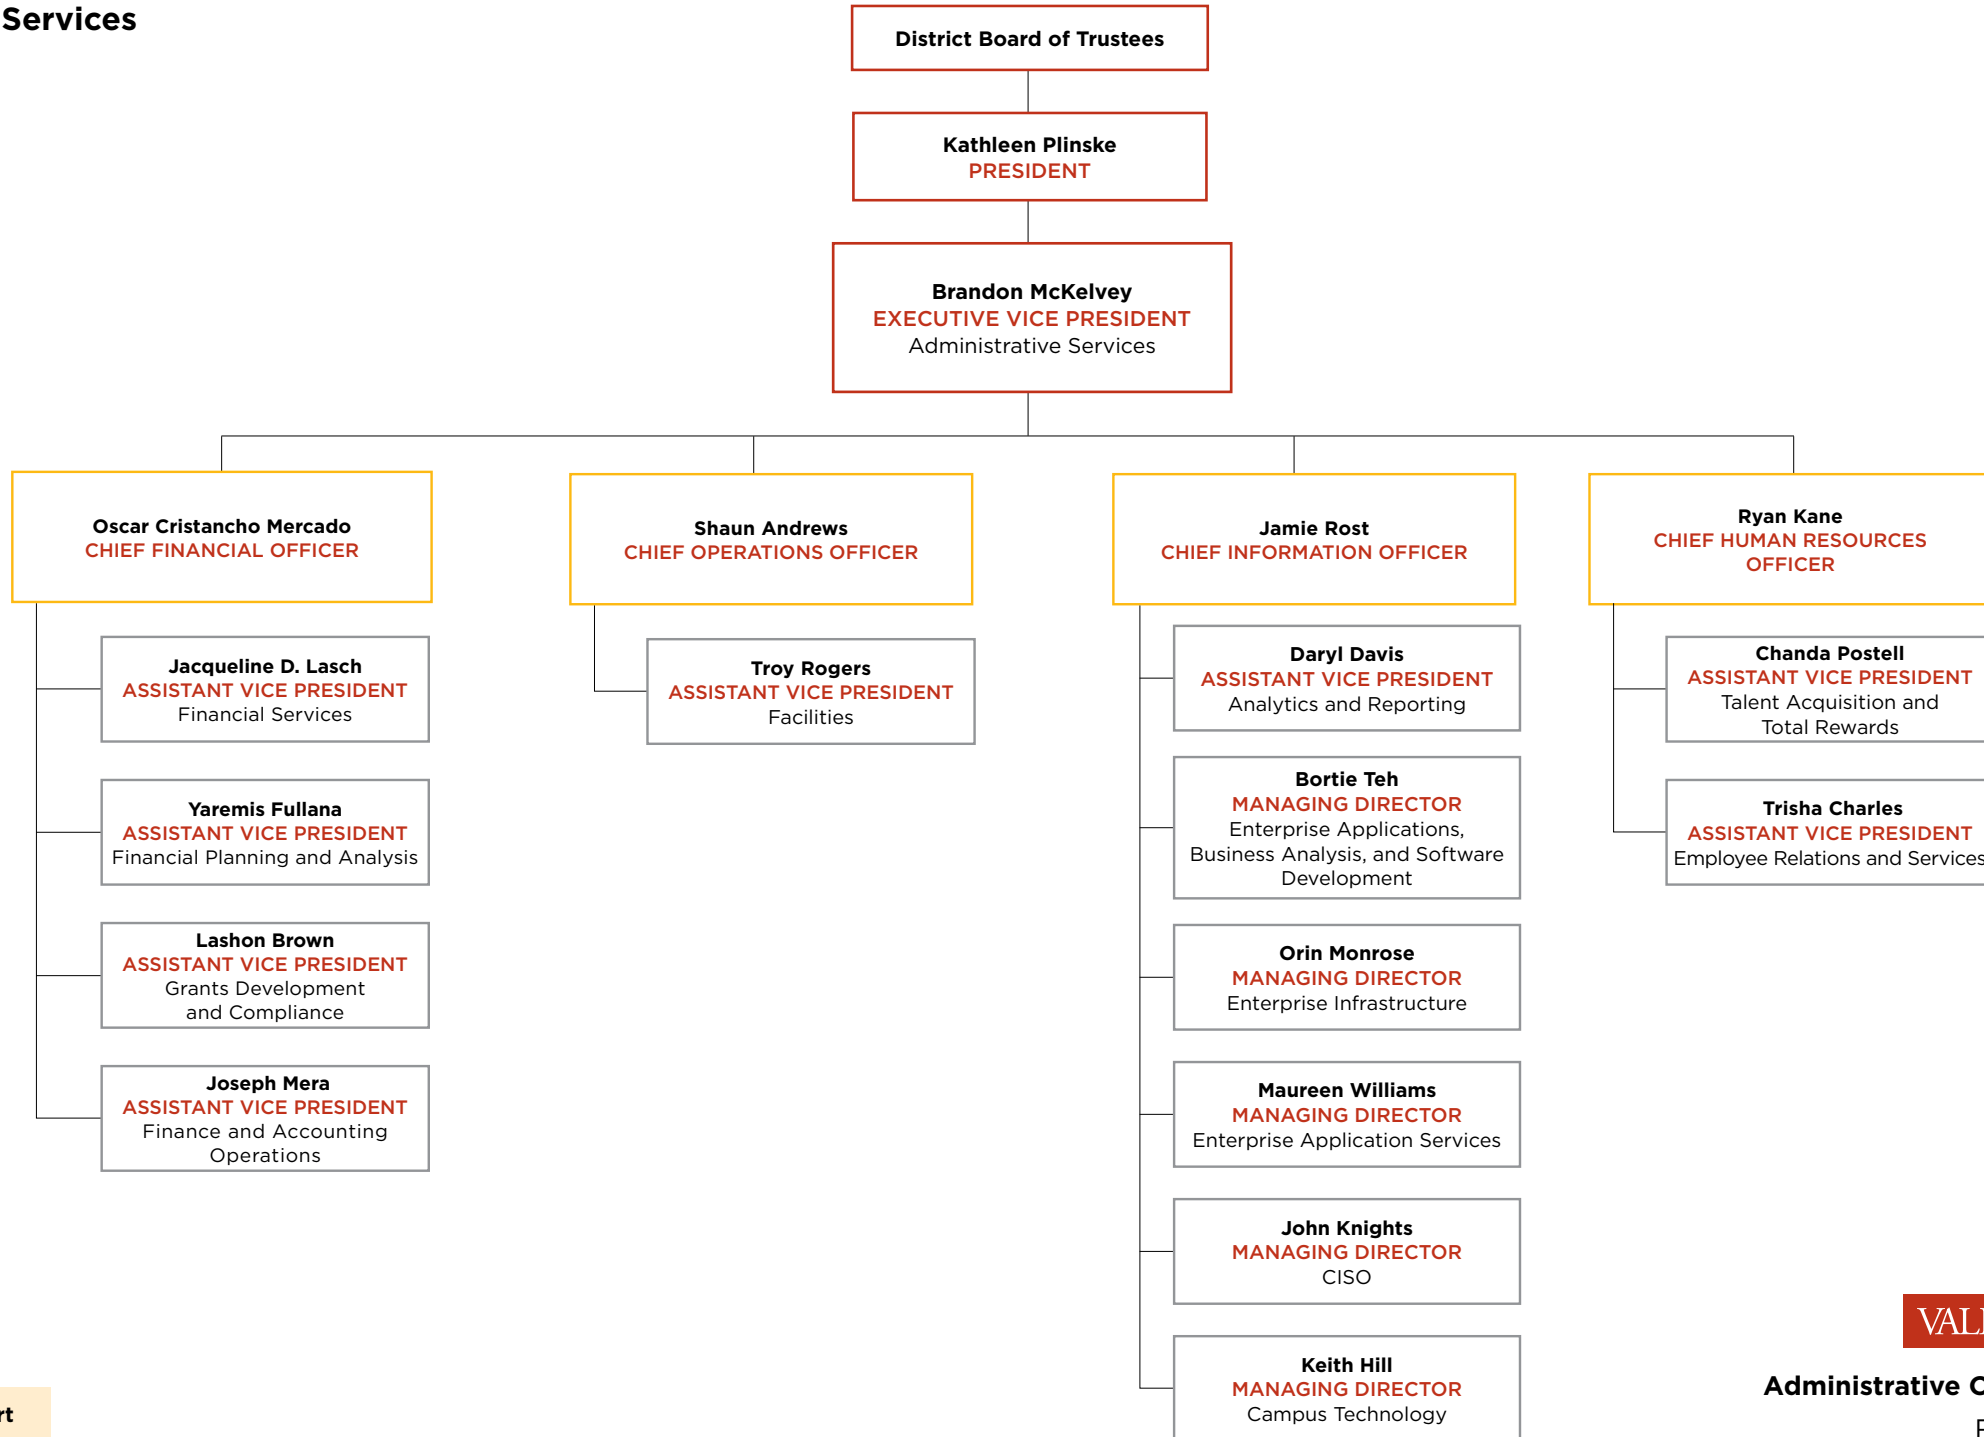 Services
District Board of Trustees
Kathleen Plinske
PRESIDENT
Brandon McKelvey
EXECUTIVE VICE PRESIDENT
Administrative Services
Oscar Cristancho Mercado
CHIEF FINANCIAL OFFICER
Jacqueline D. Lasch
ASSISTANT VICE PRESIDENT
Financial Services
Yaremis Fullana
ASSISTANT VICE PRESIDENT
Financial Planning and Analysis
Lashon Brown
ASSISTANT VICE PRESIDENT
Grants Development
and Compliance
Joseph Mera
ASSISTANT VICE PRESIDENT
Finance and Accounting
Operations
Shaun Andrews
CHIEF OPERATIONS OFFICER
Troy Rogers
ASSISTANT VICE PRESIDENT
Facilities
Jamie Rost
CHIEF INFORMATION OFFICER
Daryl Davis
ASSISTANT VICE PRESIDENT
Analytics and Reporting
Bortie Teh
MANAGING DIRECTOR
Enterprise Applications,
Business Analysis, and Software
Development
Orin Monrose
MANAGING DIRECTOR
Enterprise Infrastructure
Maureen Williams
MANAGING DIRECTOR
Enterprise Application Services
John Knights
MANAGING DIRECTOR
CISO
Keith Hill
MANAGING DIRECTOR
Campus Technology
Ryan Kane
CHIEF HUMAN RESOURCES
OFFICER
Chanda Postell
ASSISTANT VICE PRESIDENT
Talent Acquisition and
Total Rewards
Trisha Charles
ASSISTANT VICE PRESIDENT
Employee Relations and Services
Administrative